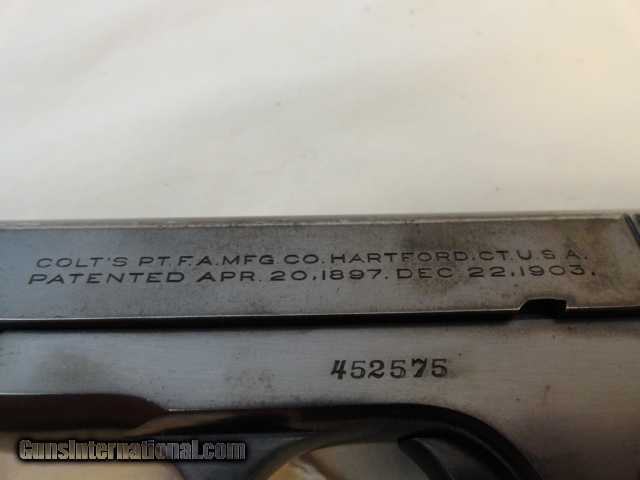 COLT'S PT. F.A. MFG. CO. HARTFORD. CT. U.S.A.
PATENTED APR. 20, 1897. DEC. 22, 1903.
452575
GunsInternational.com